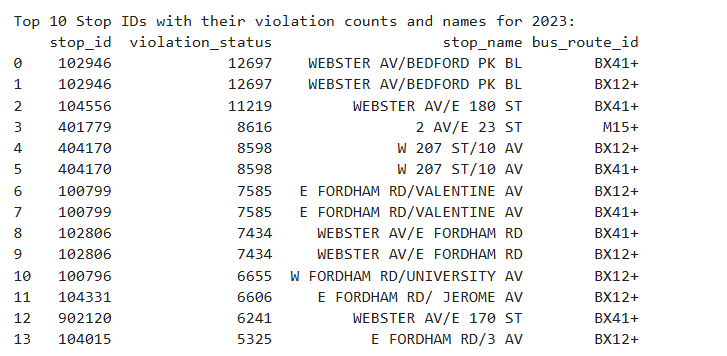 Top 10 Stop IDs with their violation counts and names for 2023:
stop_id violation_status stop_name bus_route_id
0 102946 12697 WEBSTER AV/BEDFORD PK BL BX41+
1 102946 12697 WEBSTER AV/BEDFORD PK BL BX12+
2 104556 11219 WEBSTER AV/E 180 ST BX41+
3 401779 8616 2 AV/E 23 ST M15+
4 404170 8598 W 207 ST/10 AV BX12+
5 404170 8598 W 207 ST/10 AV BX41+
6 100799 7585 E FORDHAM RD/VALENTINE AV BX12+
7 100799 7585 E FORDHAM RD/VALENTINE AV BX41+
8 102806 7434 WEBSTER AV/E FORDHAM RD BX41+
9 102806 7434 WEBSTER AV/E FORDHAM RD BX12+
10 100796 6655 W FORDHAM RD/UNIVERSITY AV BX12+
11 104331 6606 E FORDHAM RD/ JEROME AV BX12+
12 902120 6241 WEBSTER AV/E 170 ST BX41+
13 104015 5325 E FORDHAM RD/3 AV BX12+